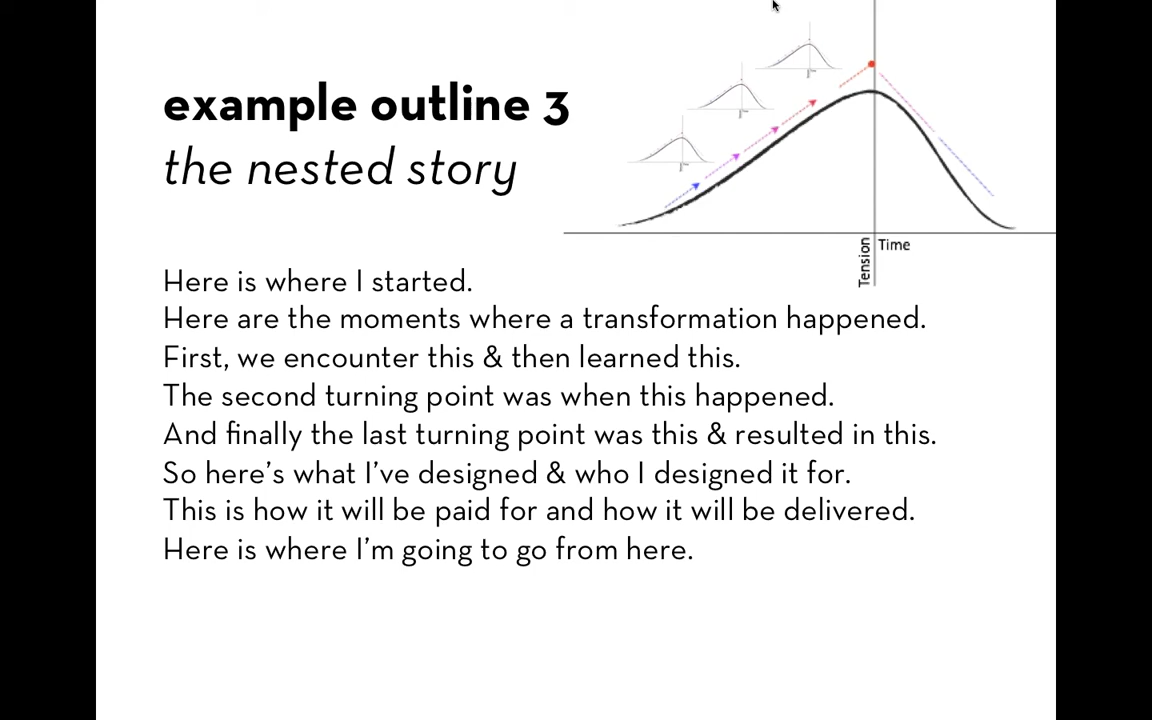 example outline 3
the nested story
Tension
Time
Here is where I started.
Here are the moments where a transformation happened.
First, we encounter this & then learned this.
The second turning point was when this happened.
And finally the last turning point was this & resulted in this.
So here's what I've designed & who I designed it for.
This is how it will be paid for and how it will be delivered.
Here is where I'm going to go from here.